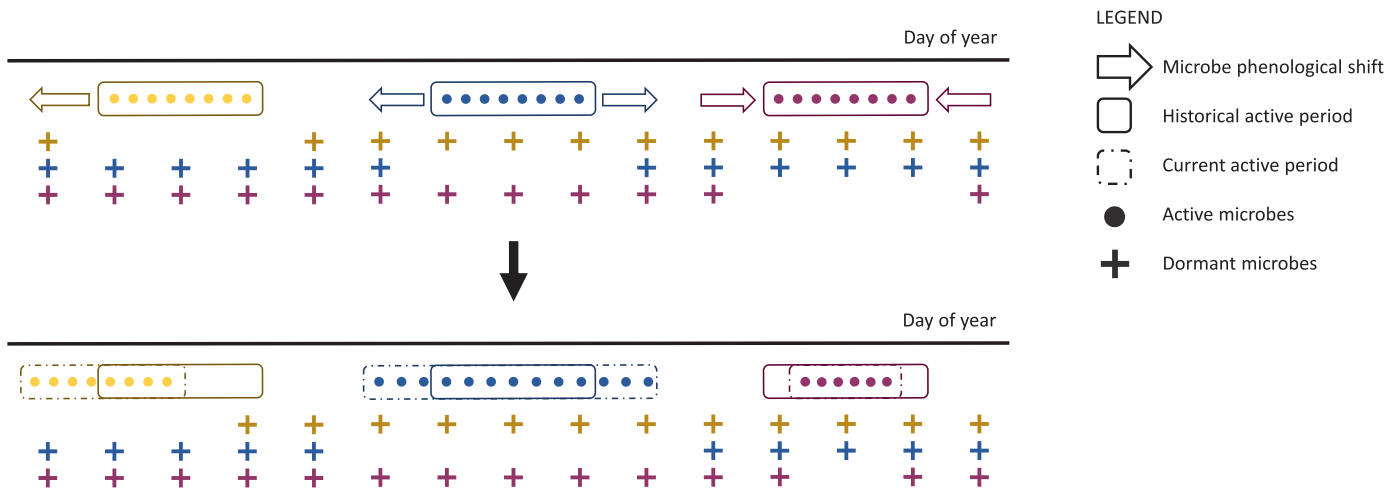 LEGEND
Day of year
Microbe phenological shift
Historical active period
Current active period
Active microbes
Dormant microbes
Day of year